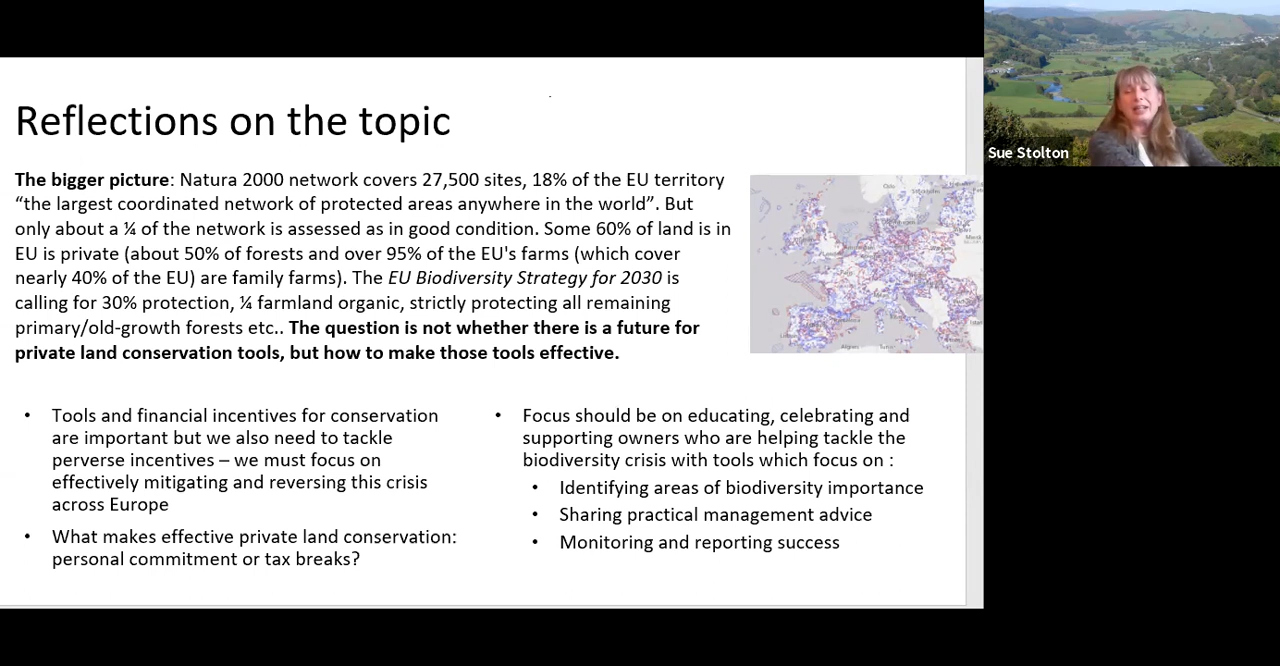 Reflections on the topic
The bigger picture: Natura 2000 network covers 27,500 sites, 18% of the EU territory
“the largest coordinated network of protected areas anywhere in the world”. But
only about a ¼ of the network is assessed as in good condition. Some 60% of land is in
EU is private (about 50% of forests and over 95% of the EU's farms (which cover
nearly 40% of the EU) are family farms). The EU Biodiversity Strategy for 2030 is
calling for 30% protection, ¼ farmland organic, strictly protecting all remaining
primary/old-growth forests etc.. The question is not whether there is a future for
private land conservation tools, but how to make those tools effective.
• Tools and financial incentives for conservation
are important but we also need to tackle
perverse incentives – we must focus on
effectively mitigating and reversing this crisis
across Europe
• What makes effective private land conservation:
personal commitment or tax breaks?
• Focus should be on educating, celebrating and
supporting owners who are helping tackle the
biodiversity crisis with tools which focus on :
• Identifying areas of biodiversity importance
• Sharing practical management advice
• Monitoring and reporting success
Sue Stolton